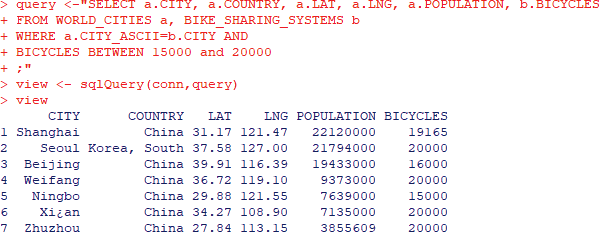 > query <-"SELECT a.CITY, a.COUNTRY, a.LAT, a.LNG, a.POPULATION, b.BICYCLES
+ FROM WORLD_CITIES a, BIKE_SHARING_SYSTEMS b
+ WHERE a.CITY_ASCII=b.CITY AND
+ BICYCLES BETWEEN 15000 and 20000
+ ;"
> view <- sqlQuery(conn,query)
> view
CITY COUNTRY LAT LNG POPULATION BICYCLES
1 Shanghai China 31.17 121.47 22120000 19165
2 Seoul Korea, South 37.58 127.00 21794000 20000
3 Beijing China 39.91 116.39 19433000 16000
4 Weifang China 36.72 119.10 9373000 20000
5 Ningbo China 29.88 121.55 7639000 15000
6 Xi¿an China 34.27 108.90 7135000 20000
7 Zhuzhou China 27.84 113.15 3855609 20000